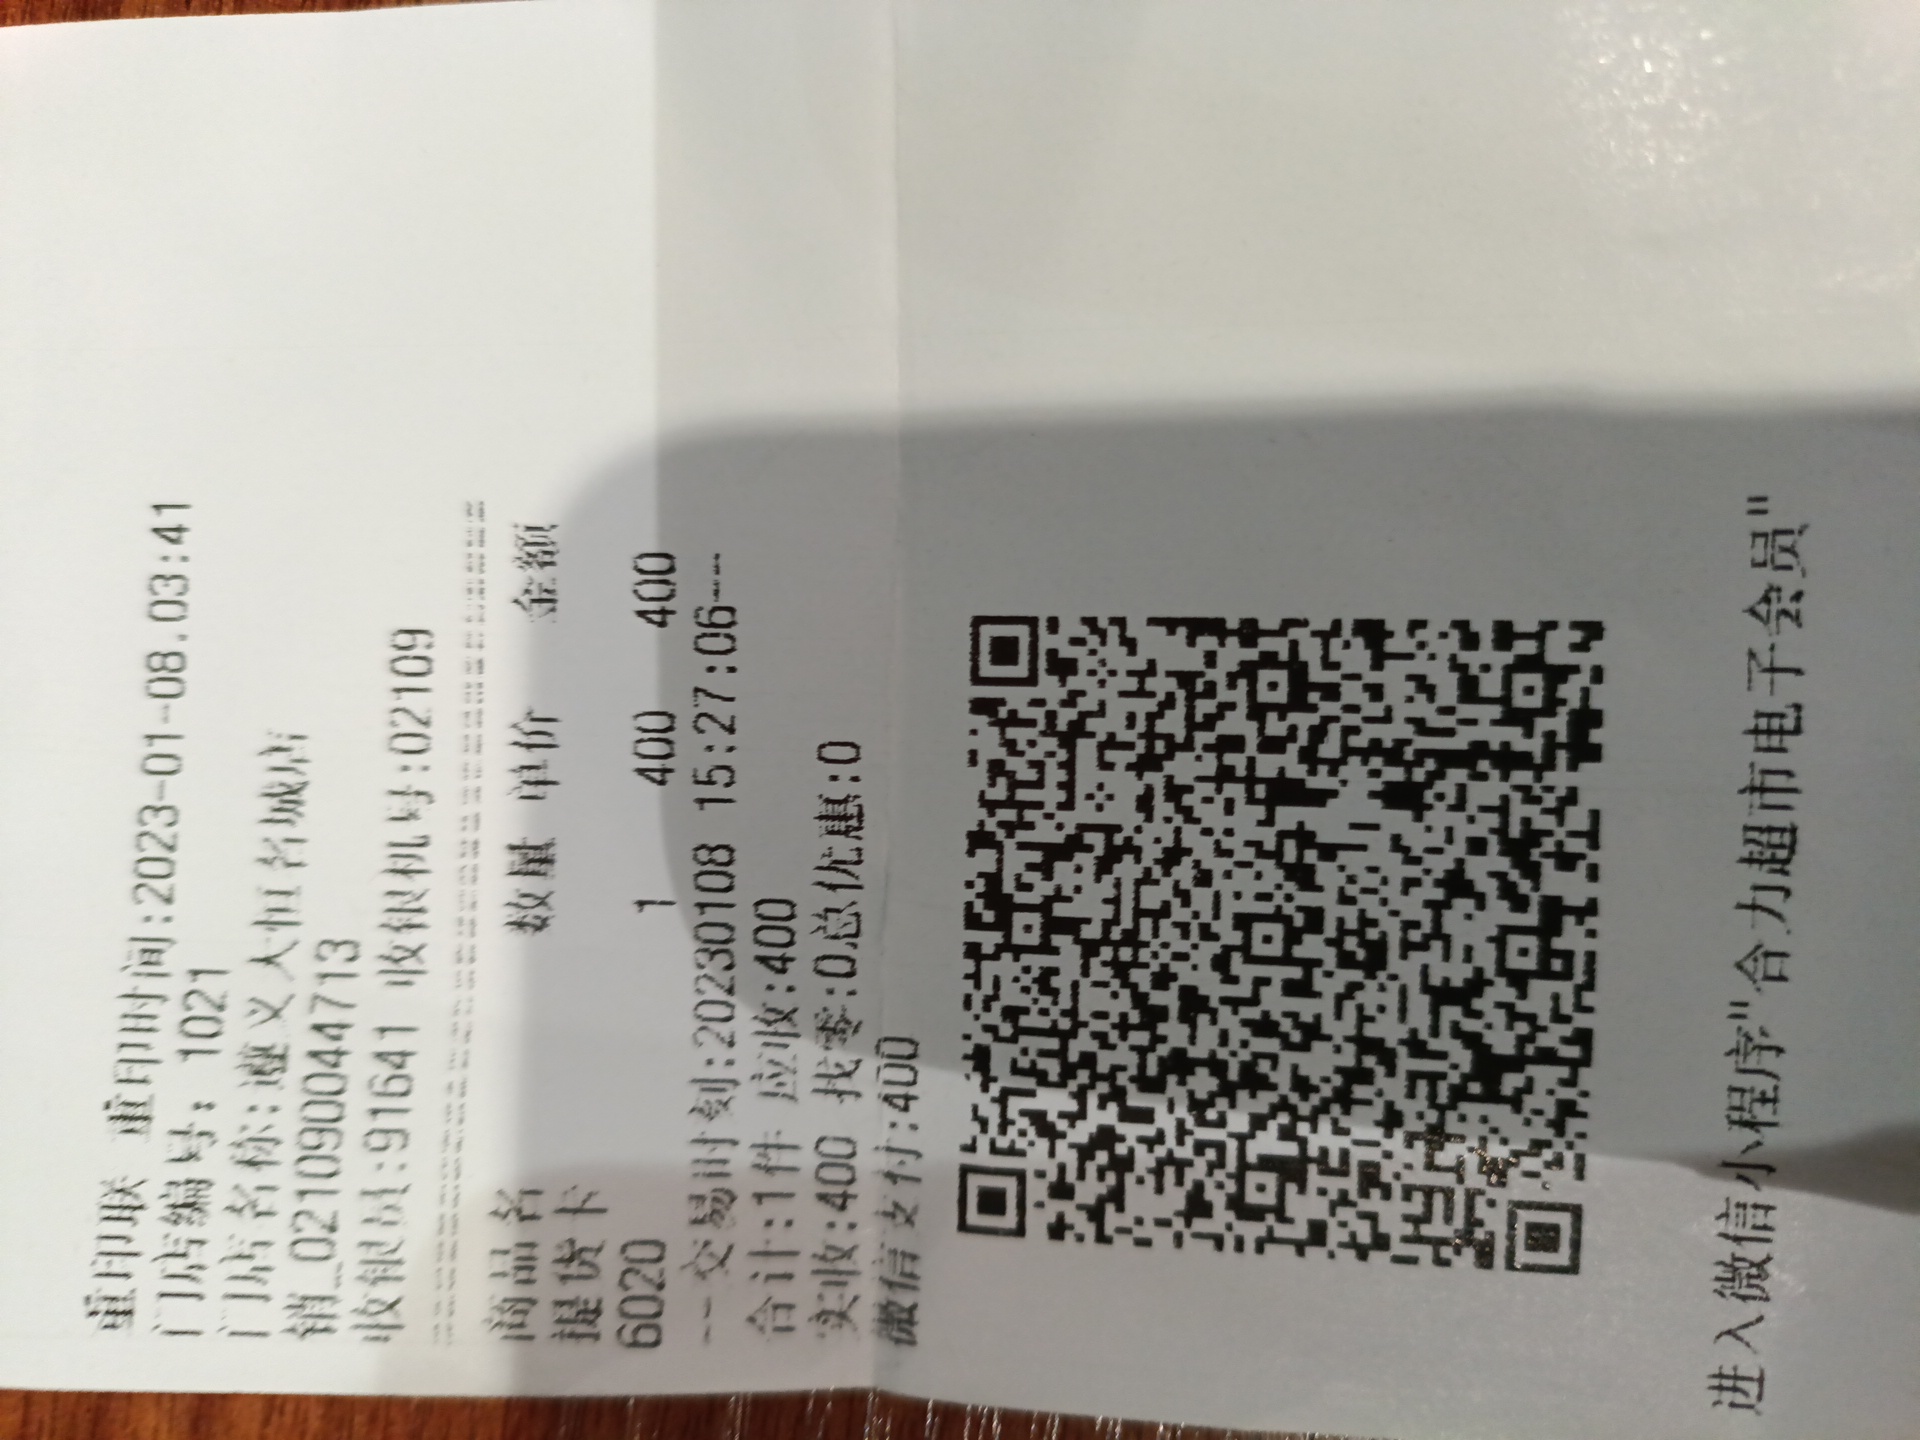 重印联 重印时间:2023-01-08.03:41
门店编号: 1021
门店名称:遵义大恒名城店
销_021090044713
收银员:91641 收银机号:02109
商品名 数量 单价 金额
提货卡
6020 1 400 400
--交易时刻:20230108 15:27:06--
合计:1件 应收:400
实收:400 找零:0总优惠:0
微信支付:400
进入微信小程序"合力超市电子会员"